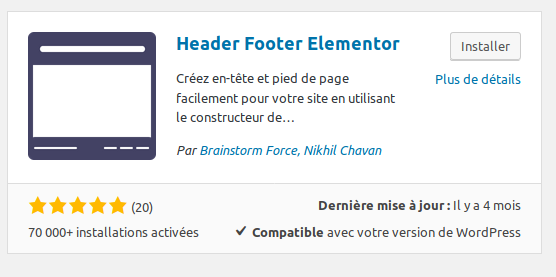 Header Footer Elementor
Installer
Plus de détails
Créez en-tête et pied de page
facilement pour votre site en utilisant
le constructeur de…
Par Brainstorm Force, Nikhil Chavan
(20)
Dernière mise à jour : Il y a 4 mois
70 000+ installations activées
Compatible avec votre version de WordPress